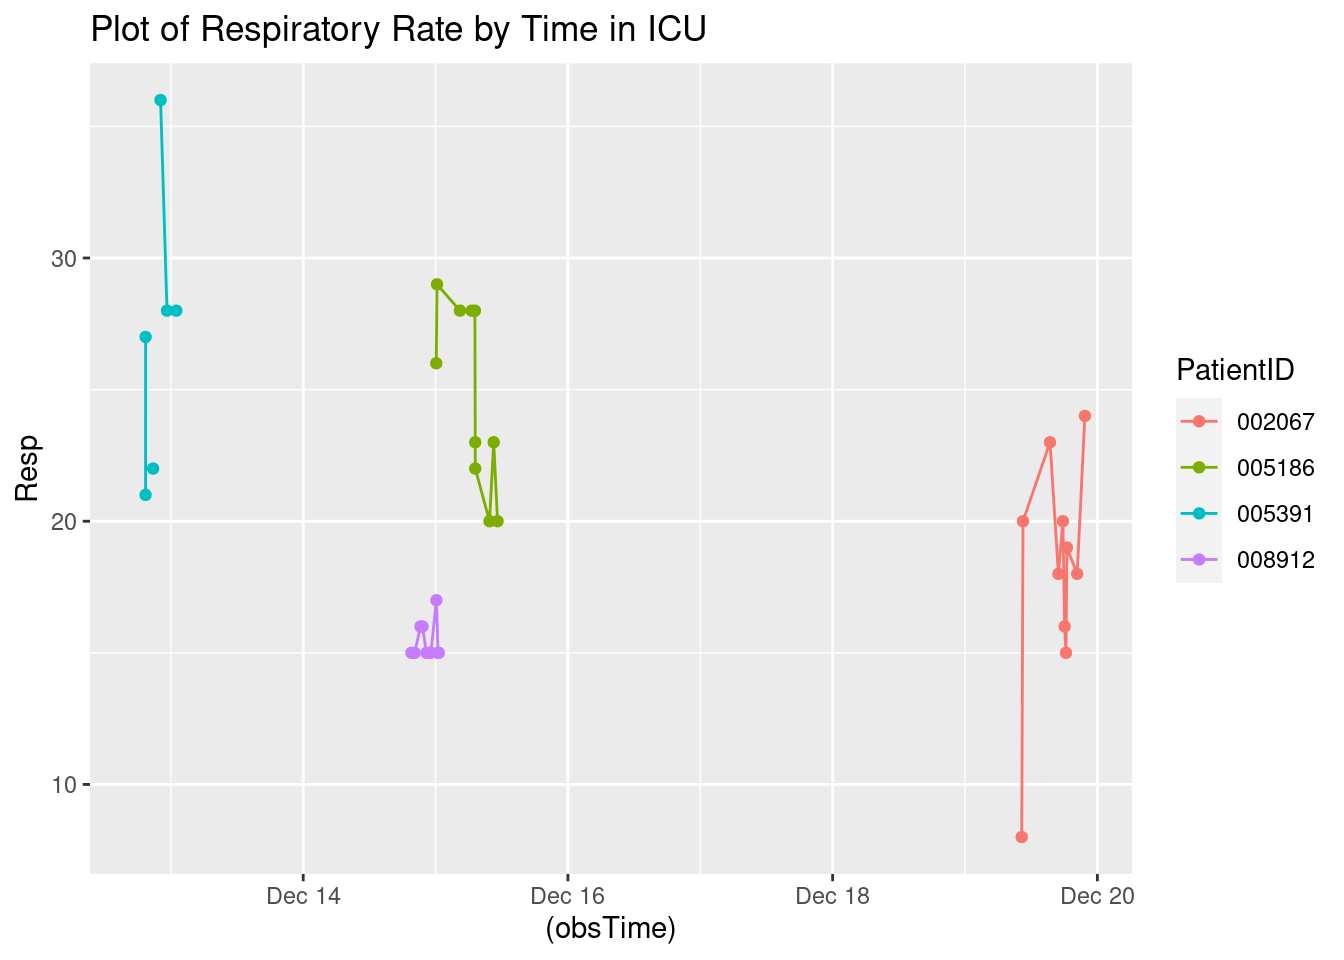 Plot of Respiratory Rate by Time in ICU
Resp
30
20
10
Dec 14
Dec 16
Dec 18
Dec 20
(obsTime)
PatientID
002067
005186
005391
008912